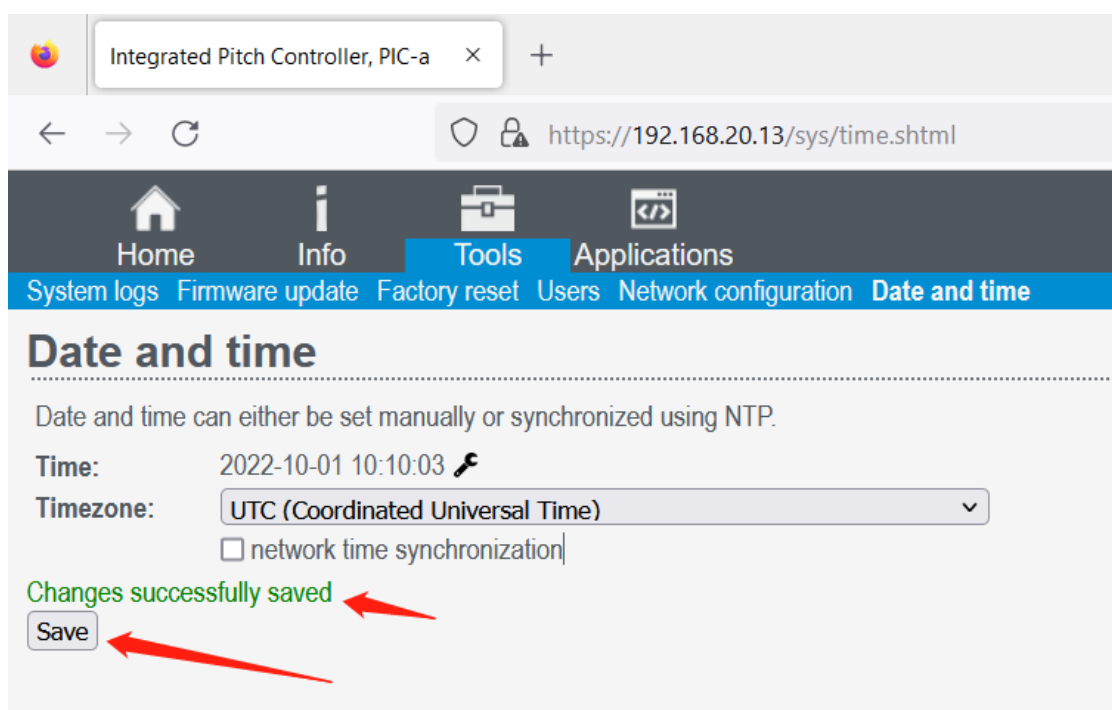 Integrated Pitch Controller, PIC-a
https://192.168.20.13/sys/time.shtml
Home Info Tools Applications
System logs Firmware update Factory reset Users Network configuration Date and time
Date and time
Date and time can either be set manually or synchronized using NTP.
Time: 2022-10-01 10:10:03
Timezone: UTC (Coordinated Universal Time)
network time synchronization
Changes successfully saved
Save